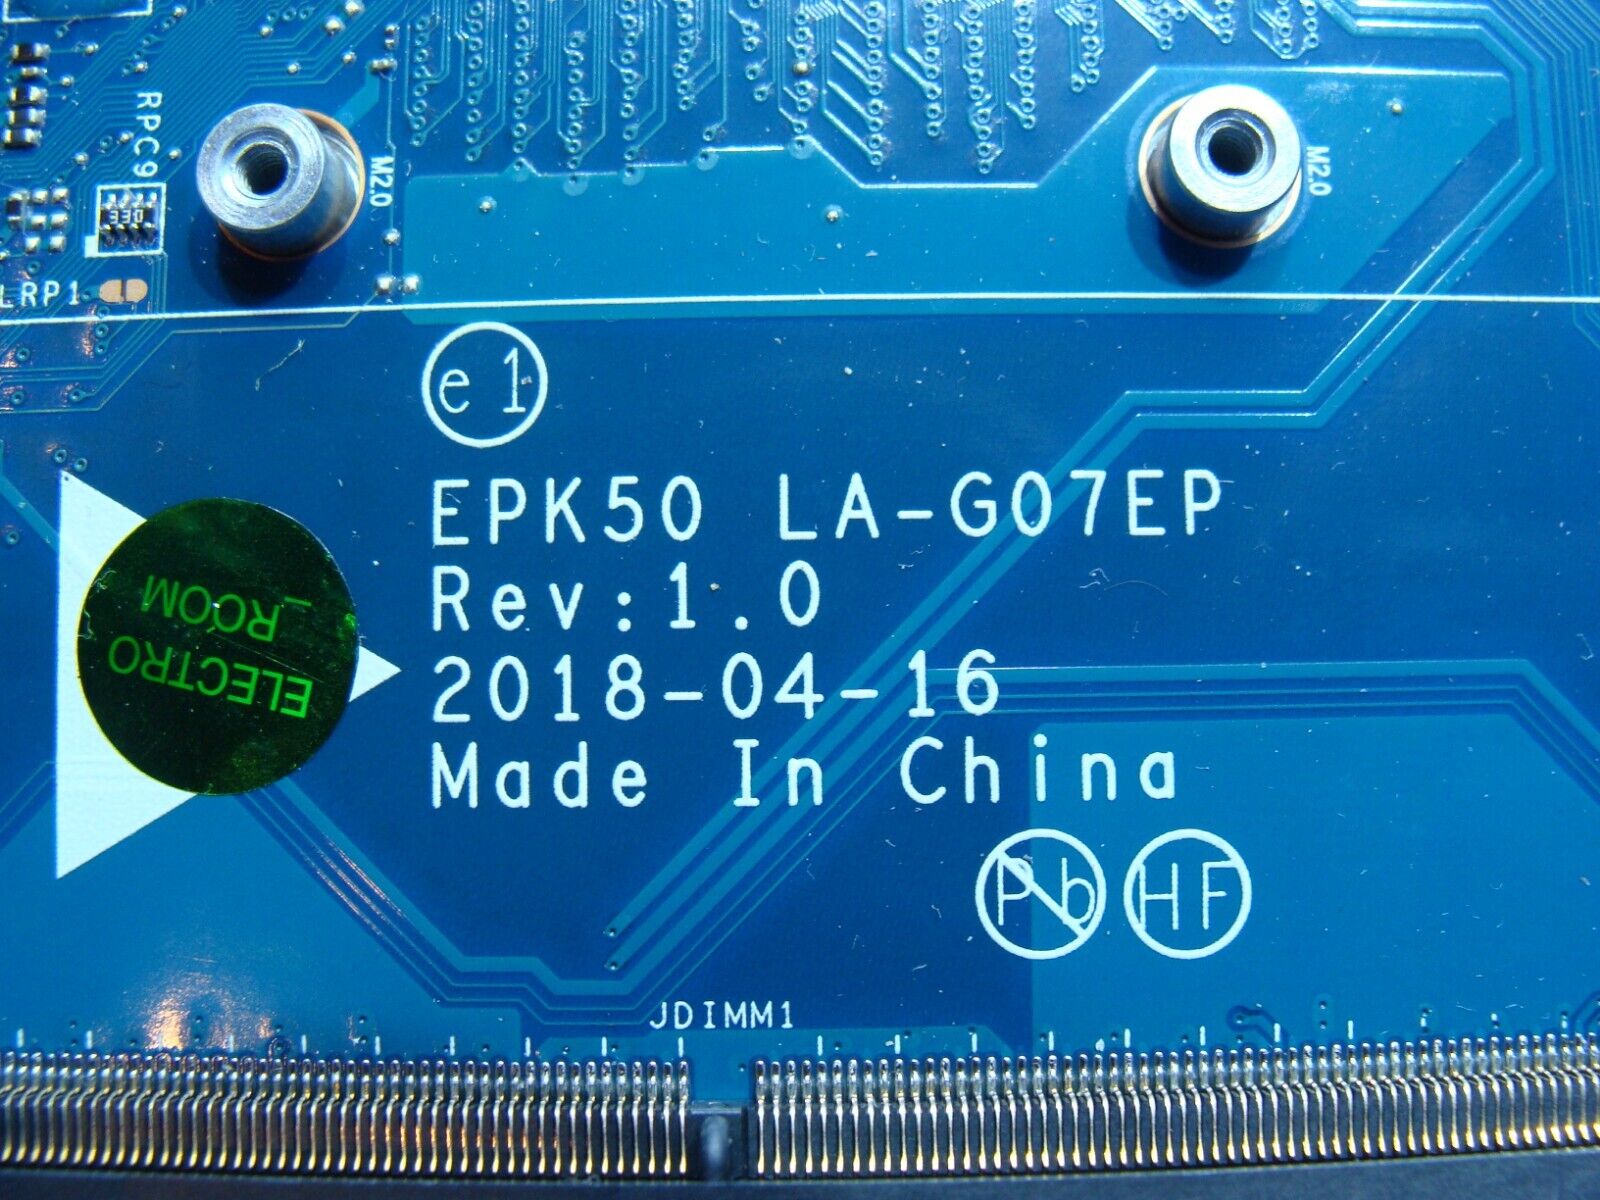 RPC9
330
M2.0
M2.0
LRP1
e1
EPK50 LA-G07EP
Rev:1.0
2018-04-16
Made In China
ELECTRO
_ROOM
Pb
HF
JDIMM1